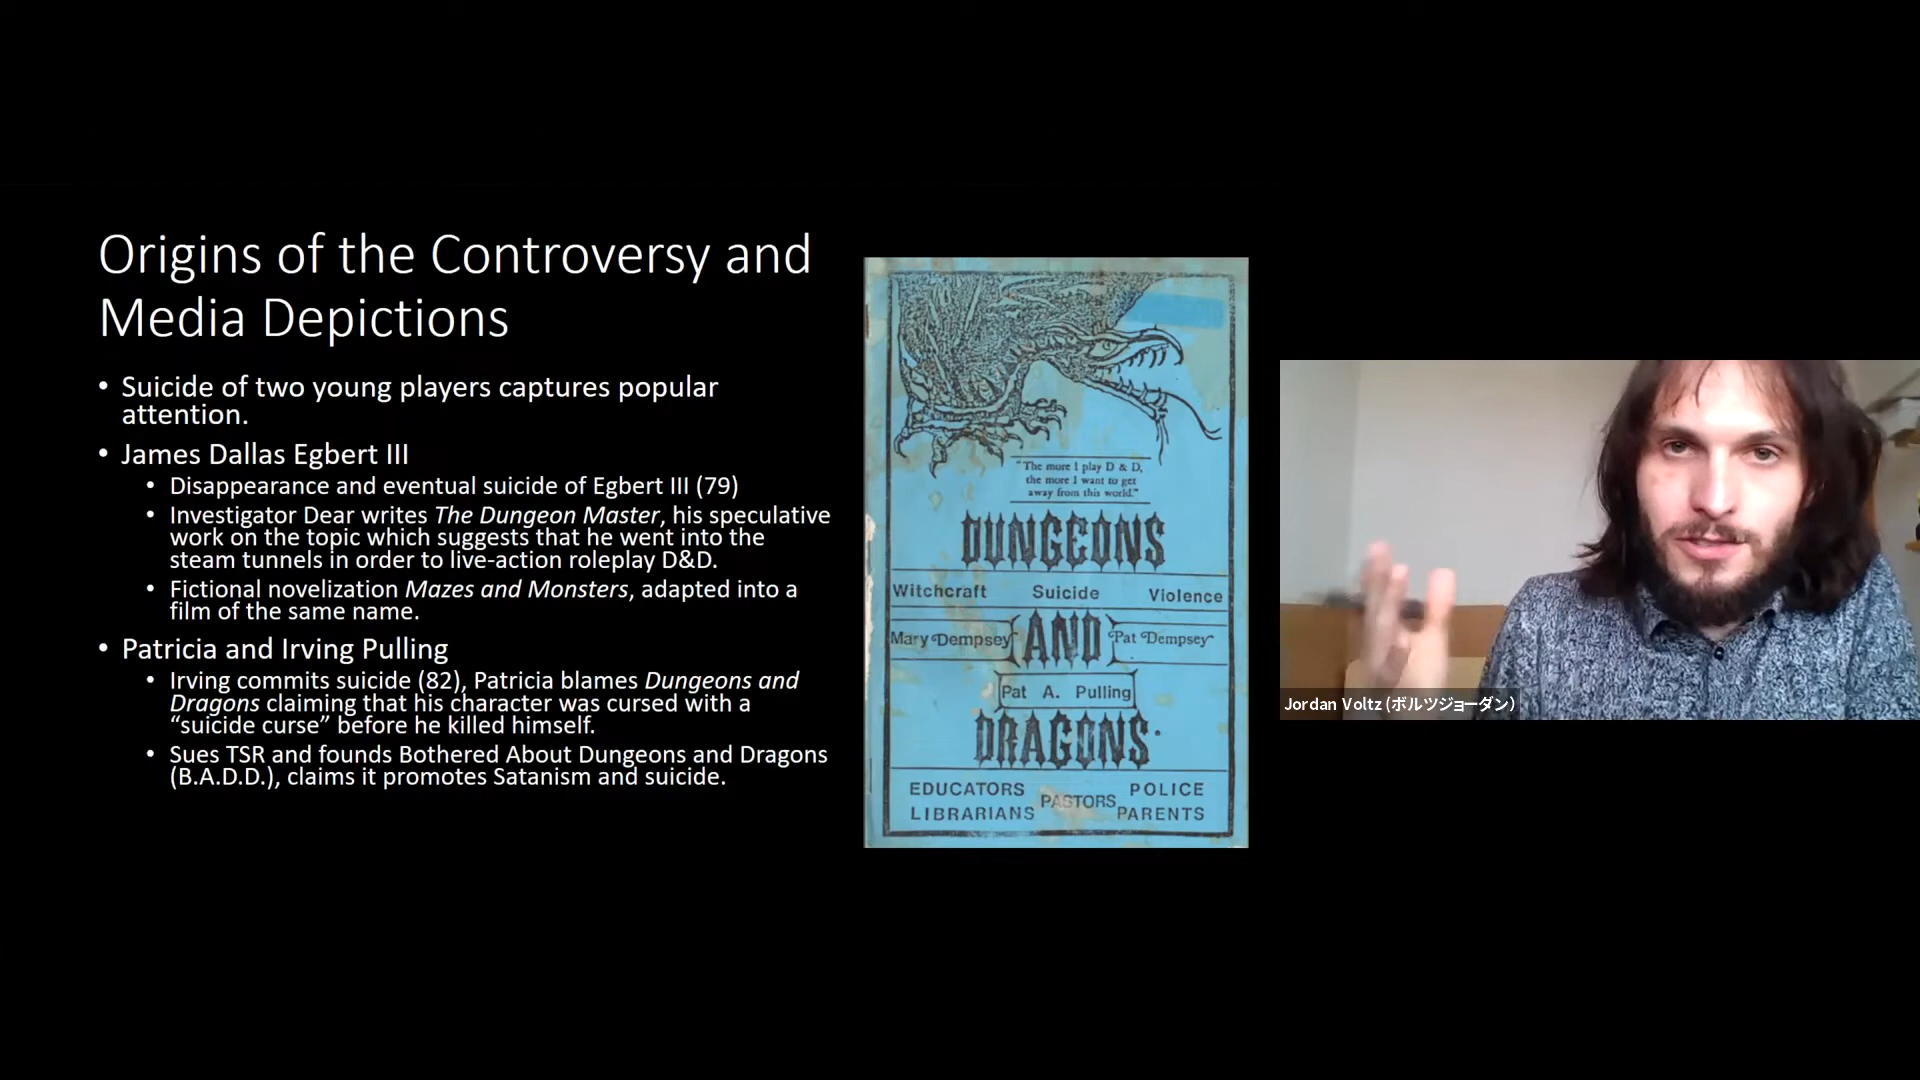 Origins of the Controversy and
Media Depictions
• Suicide of two young players captures popular
attention.
• James Dallas Egbert III
• Disappearance and eventual suicide of Egbert III (79)
• Investigator Dear writes The Dungeon Master, his speculative
work on the topic which suggests that he went into the
steam tunnels in order to live-action roleplay D&D.
• Fictional novelization Mazes and Monsters, adapted into a
film of the same name.
• Patricia and Irving Pulling
• Irving commits suicide (82), Patricia blames Dungeons and
Dragons claiming that his character was cursed with a
“suicide curse” before he killed himself.
• Sues TSR and founds Bothered About Dungeons and Dragons
(B.A.D.D.), claims it promotes Satanism and suicide.
"The more I play D & D,
the more I want to get
away from this world."
DUNGEONS
Witchcraft Suicide Violence
Mary Dempsey AND Pat Dempsey
Pat A. Pulling
DRAGONS
EDUCATORS PASTORS POLICE
LIBRARIANS PARENTS
Jordan Voltz (ボルツジョーダン)